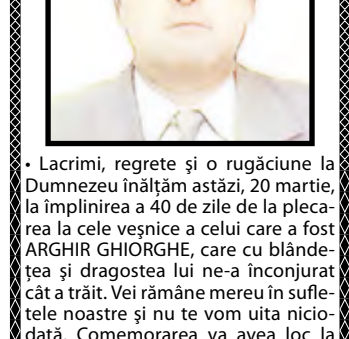 • Lacrimi, regrete şi o rugăciune la
Dumnezeu înălţăm astăzi, 20 martie,
la împlinirea a 40 de zile de la pleca-
rea la cele veşnice a celui care a fost
ARGHIR GHIORGHE, care cu blânde-
ţea şi dragostea lui ne-a înconjurat
cât a trăit. Vei rămâne mereu în sufle-
tele noastre şi nu te vom uita nicio-
dată. Comemorarea va avea loc la